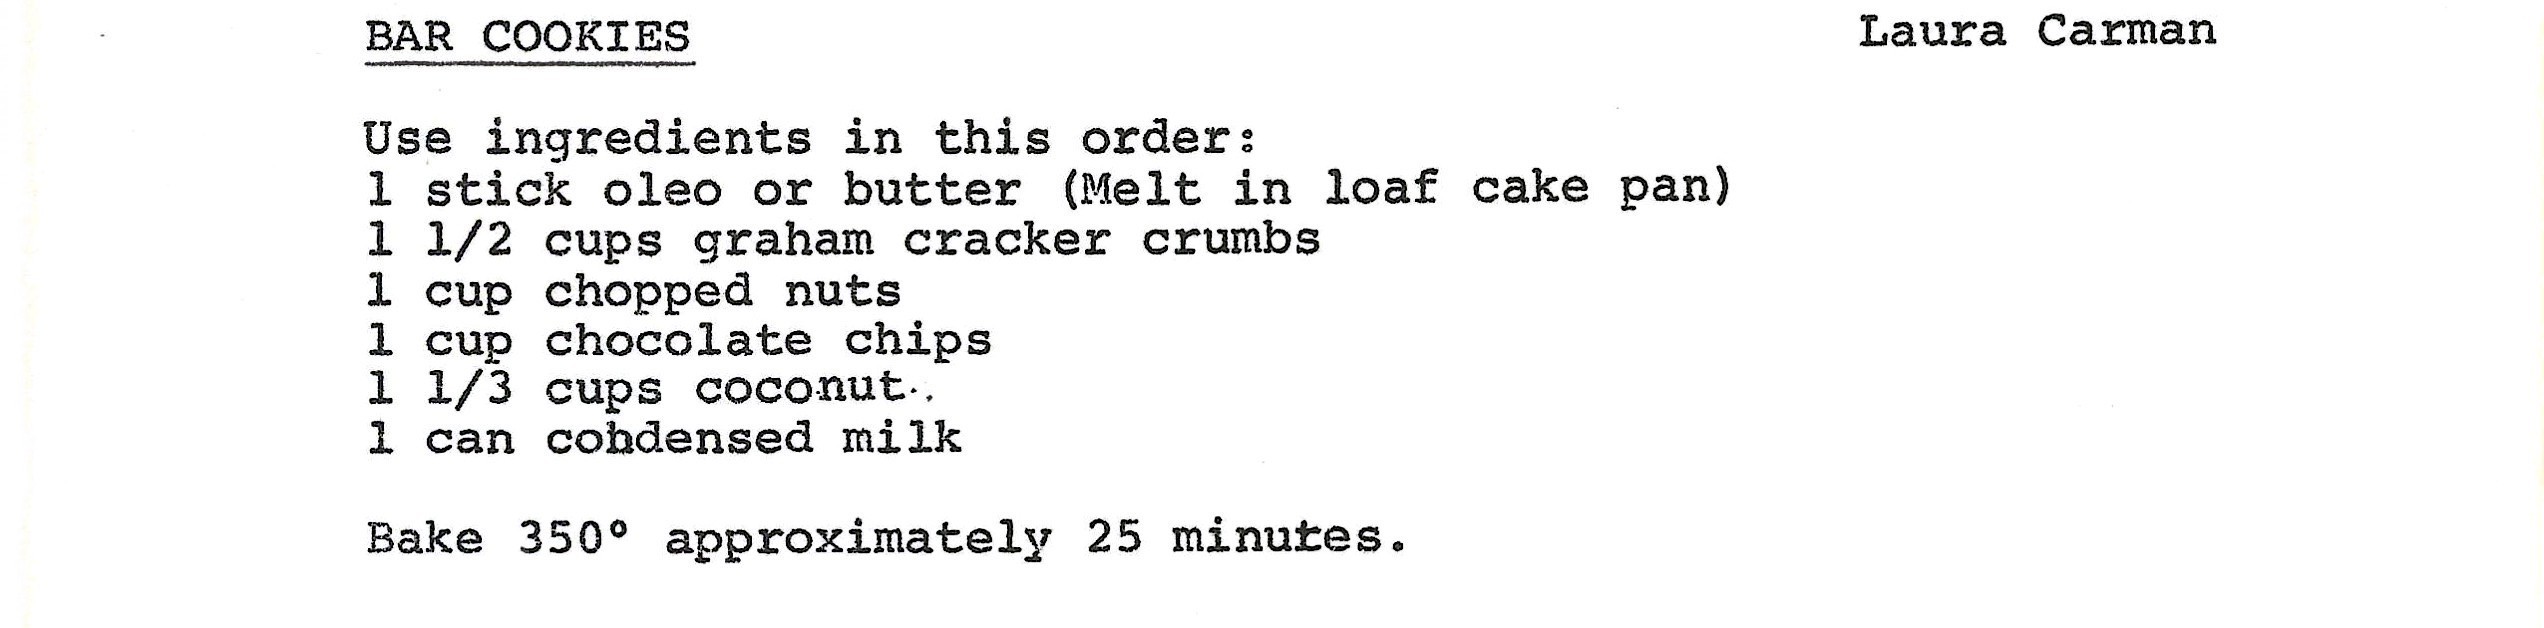 BAR COOKIES Laura Carman
Use ingredients in this order:
1 stick oleo or butter (Melt in loaf cake pan)
1 1/2 cups graham cracker crumbs
1 cup chopped nuts
1 cup chocolate chips
1 1/3 cups coconut.
1 can condensed milk
Bake 350° approximately 25 minutes.